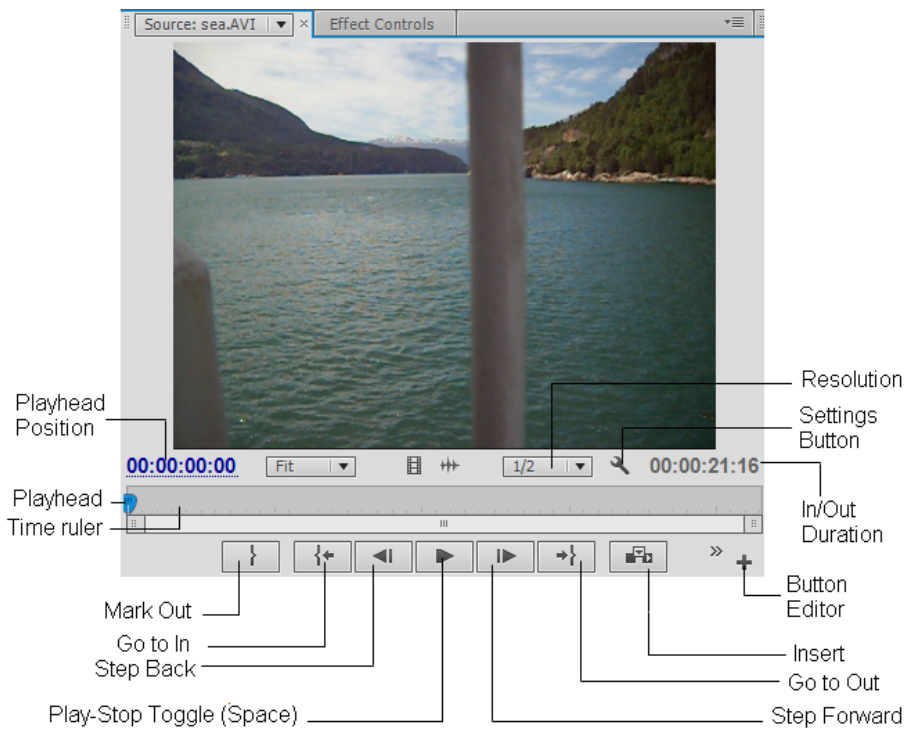 Source: sea.AVI
Effect Controls
Resolution
Playhead
Position
Settings
Button
00:00:00:00
Fit
1/2
00:00:21:16
Playhead
Time ruler
In/Out
Duration
Mark Out
Button
Editor
Go to In
Step Back
Insert
Go to Out
Play-Stop Toggle (Space)
Step Forward